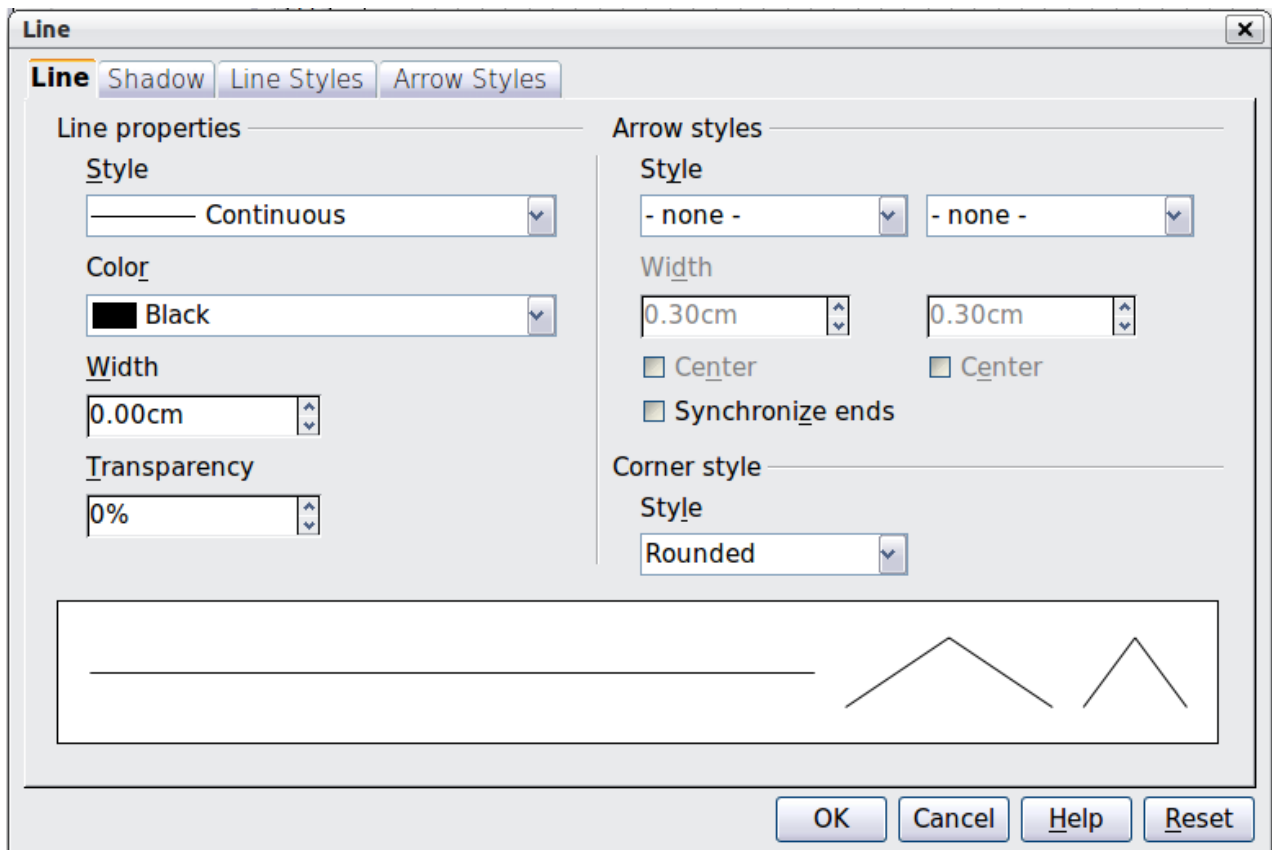 Line
Line Shadow Line Styles Arrow Styles
Line properties
Style
Continuous
Color
Black
Width
0.00cm
Transparency
0%
Arrow styles
Style
- none - - none -
Width
0.30cm 0.30cm
Center Center
Synchronize ends
Corner style
Style
Rounded
OK Cancel Help Reset